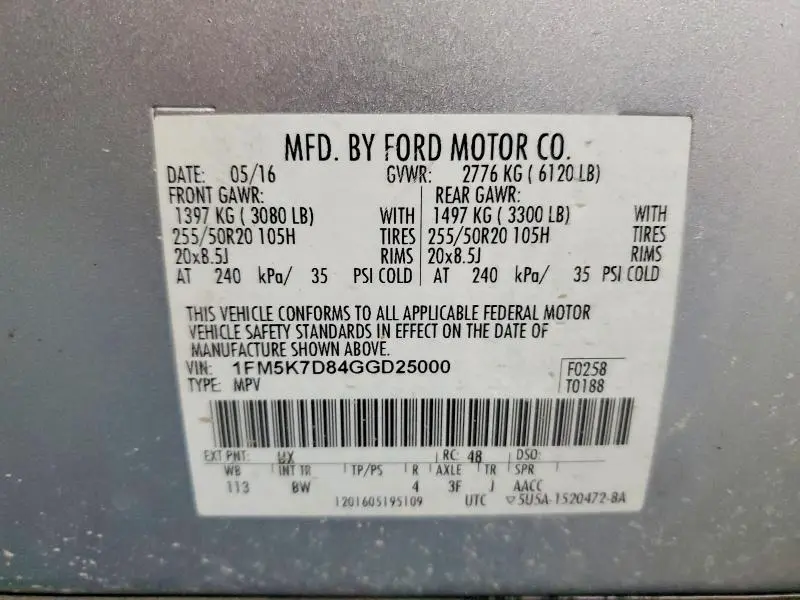 MFD. BY FORD MOTOR CO.
DATE: 05/16 GVWR: 2776 KG ( 6120 LB)
FRONT GAWR: REAR GAWR:
1397 KG ( 3080 LB) WITH 1497 KG ( 3300 LB) WITH
255/50R20 105H TIRES 255/50R20 105H TIRES
20x8.5J RIMS 20x8.5J RIMS
AT 240 kPa/ 35 PSI COLD AT 240 kPa/ 35 PSI COLD
THIS VEHICLE CONFORMS TO ALL APPLICABLE FEDERAL MOTOR
VEHICLE SAFETY STANDARDS IN EFFECT ON THE DATE OF
MANUFACTURE SHOWN ABOVE.
VIN: 1FM5K7D84GGD25000 F0258
TYPE: MPV T0188
EXT PNT: UX RC: 48 DSO:
WB INT TR TP/PS R AXLE TR SPR
113 BW 4 3F J AACC
1201605195109 UTC ▽5U5A-1520472-BA